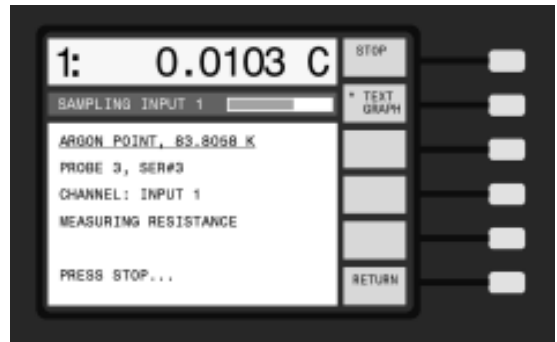 1: 0.0103 C
STOP
SAMPLING INPUT 1
* TEXT
GRAPH
ARGON POINT, 83.8058 K
PROBE 3, SER#3
CHANNEL: INPUT 1
MEASURING RESISTANCE
PRESS STOP...
RETURN